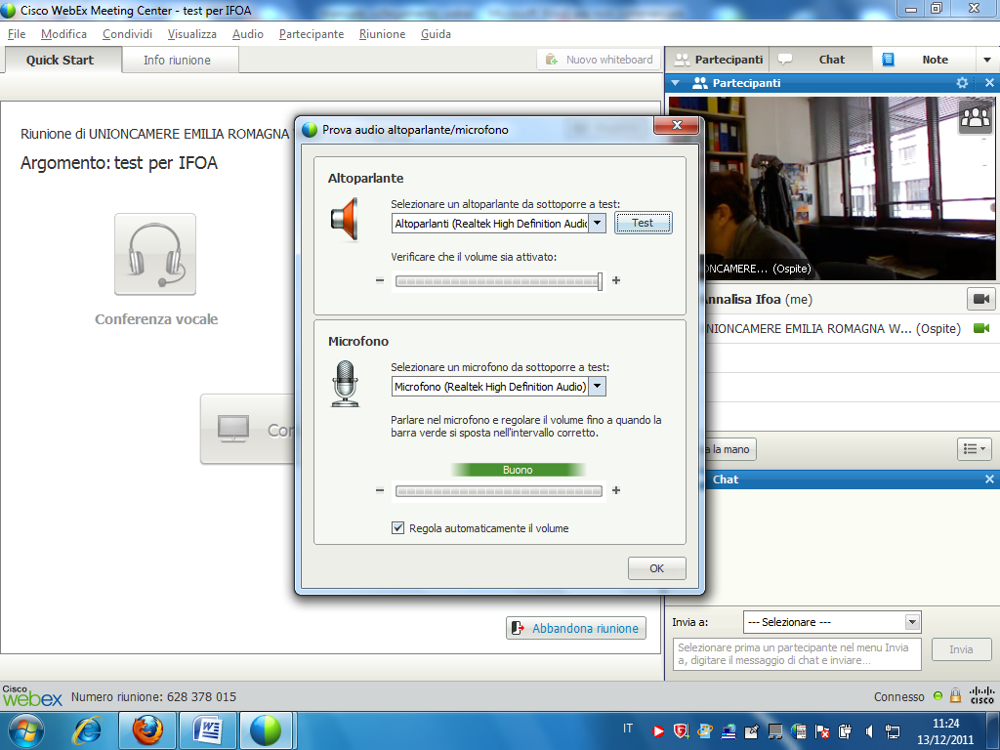 Cisco WebEx Meeting Center - test per IFOA
File Modifica Condividi Visualizza Audio Partecipante Riunione Guida
Quick Start Info riunione Nuovo whiteboard
Partecipanti Chat Note
Partecipanti
Riunione di UNIONCAMERE EMILIA ROMAGNA
Argomento: test per IFOA
Conferenza vocale
Prova audio altoparlante/microfono
Altoparlante
Selezionare un altoparlante da sottoporre a test:
Altoparlanti (Realtek High Definition Audi
Test
Verificare che il volume sia attivato:
Microfono
Selezionare un microfono da sottoporre a test:
Microfono (Realtek High Definition Audio)
Parlare nel microfono e regolare il volume fino a quando la
barra verde si sposta nell'intervallo corretto.
Buono
Regola automaticamente il volume
OK
Abbandona riunione
NCAMERE... (Ospite)
nnalisa Ifoa (me)
NIONCAMERE EMILIA ROMAGNA W... (Ospite)
a la mano
Chat
Invia a: --- Selezionare ---
Selezionare prima un partecipante nel menu Invia
a, digitare il messaggio di chat e inviare...
Invia
Cisco
webex
Numero riunione: 628 378 015
Connesso
cisco
IT
11:24
13/12/2011